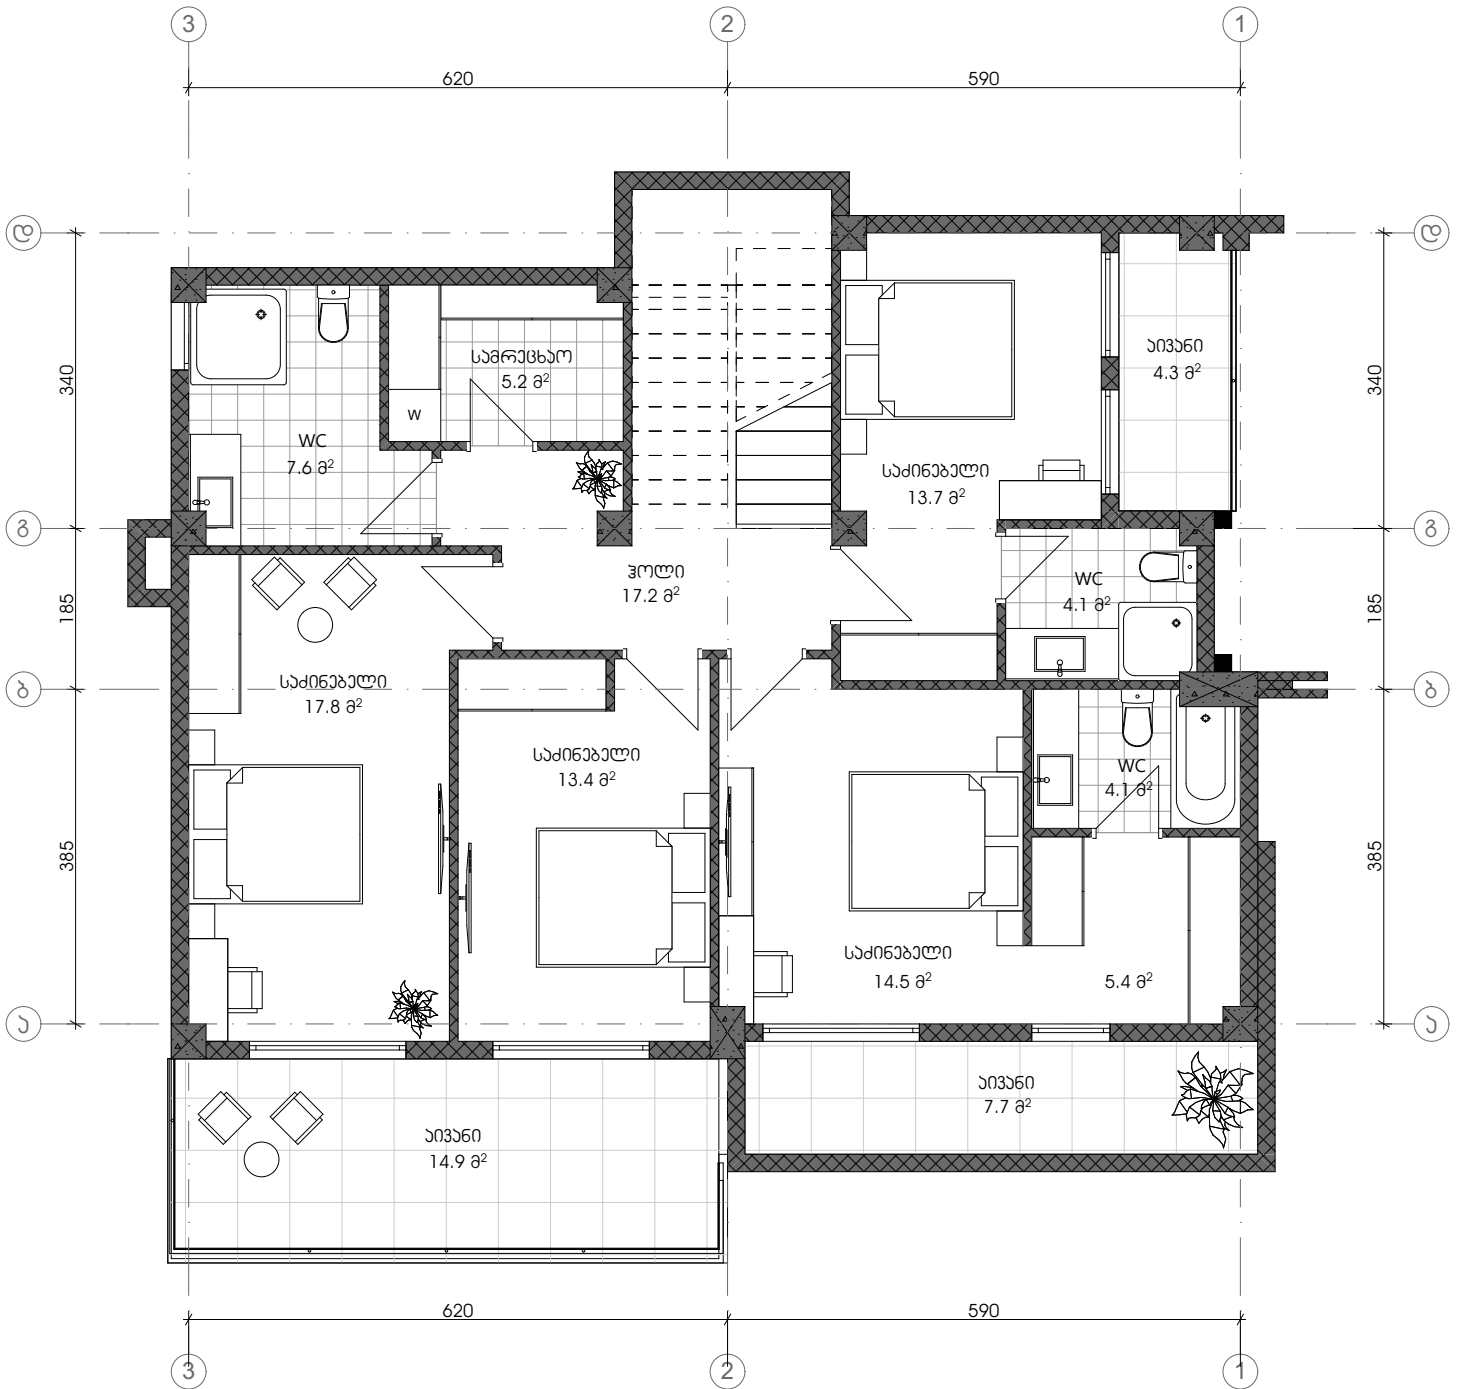 3
2
1
620
590
დ
დ
340
340
აივანი
4.3 მ²
სამრეცხაო
5.2 მ²
W
WC
7.6 მ²
საძინებელი
13.7 მ²
გ
გ
ჰოლი
17.2 მ²
WC
4.1 მ²
185
185
საძინებელი
17.8 მ²
ბ
ბ
საძინებელი
13.4 მ²
WC
4.1 მ²
385
385
საძინებელი
14.5 მ²
5.4 მ²
ა
ა
აივანი
7.7 მ²
აივანი
14.9 მ²
620
590
3
2
1